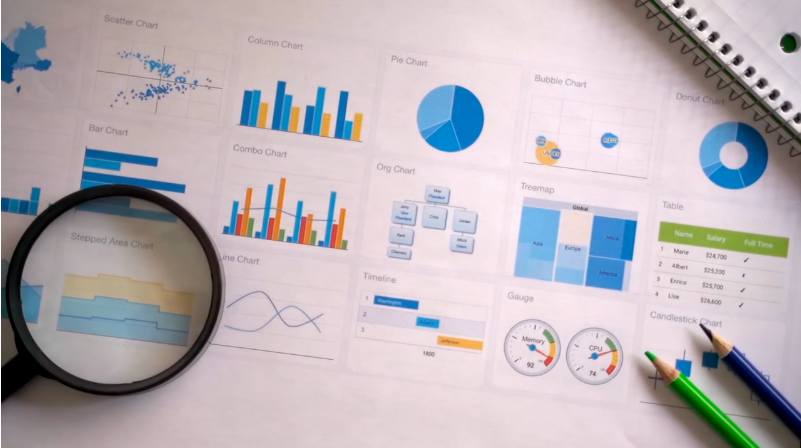 Scatter Chart
Column Chart
Pie Chart
Bubble Chart
Donut Chart
Bar Chart
Combo Chart
Org Chart
Treemap
Global
Asia
Europe
America
Table
Name Salary Full Time
1 Marie $24,700 ✓
2 Albert $25,200
3 Enrico $25,700 ✓
4 Lise $26,600 ✓
Stepped Area Chart
ine Chart
Timeline
1 Washington
2 Adams
3 Jefferson
1800
Gauge
Memory
92
CPU
74
Candlestick Chart